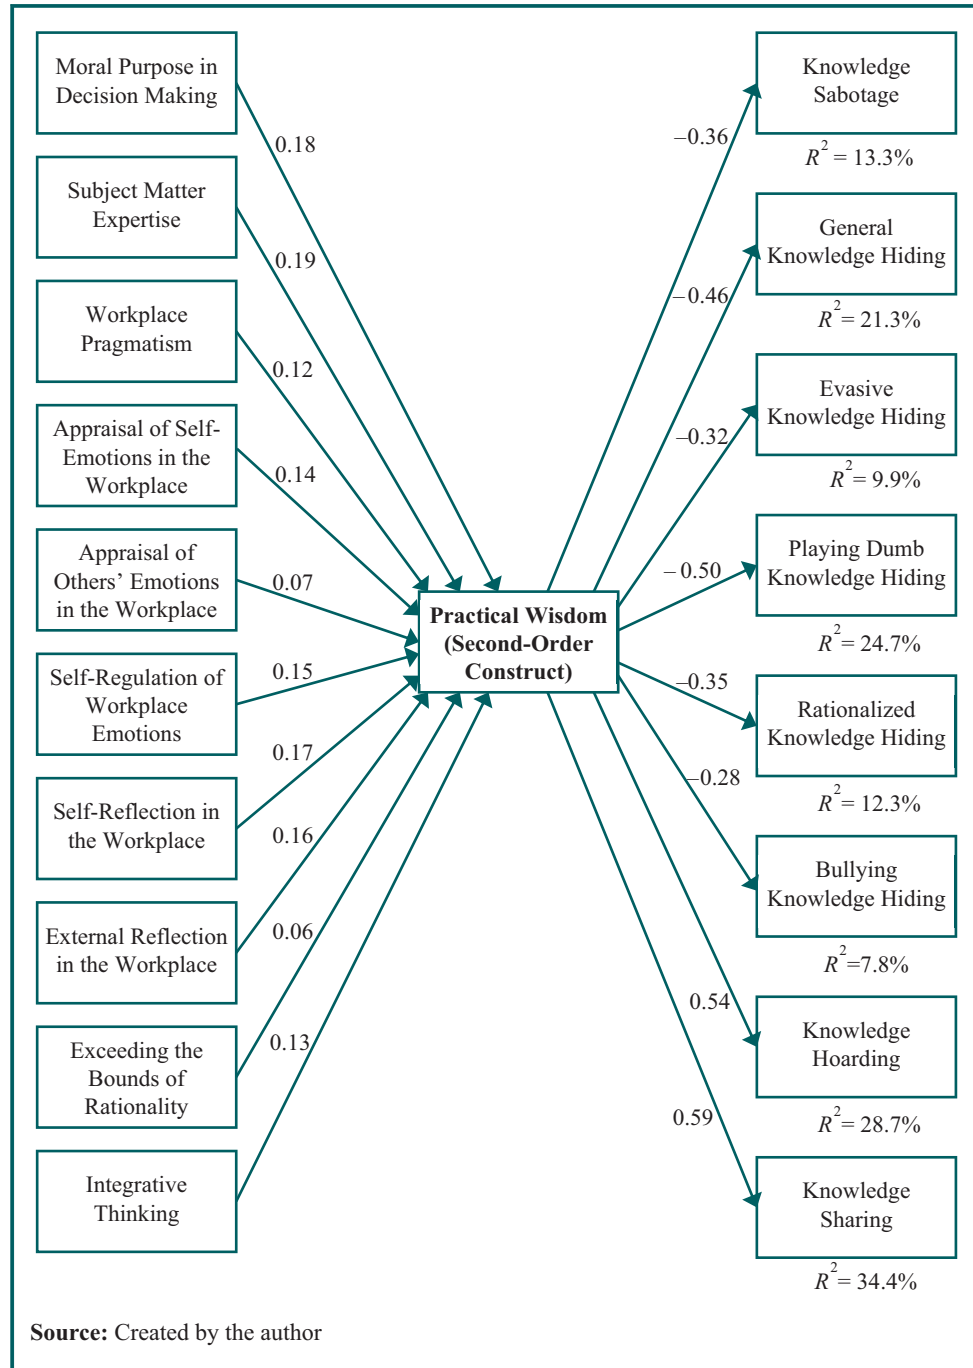 Moral Purpose in
Decision Making
Subject Matter
Expertise
Workplace
Pragmatism
Appraisal of Self-
Emotions in the
Workplace
Appraisal of
Others’ Emotions
in the Workplace
Self-Regulation of
Workplace
Emotions
Self-Reflection in
the Workplace
External Reflection
in the Workplace
Exceeding the
Bounds of
Rationality
Integrative
Thinking
0.18
0.19
0.12
0.14
0.07
0.15
0.17
0.16
0.06
0.13
Practical Wisdom
(Second-Order
Construct)
–0.36
–0.46
–0.32
–0.50
–0.35
–0.28
0.54
0.59
Knowledge
Sabotage
R² = 13.3%
General
Knowledge Hiding
R² = 21.3%
Evasive
Knowledge Hiding
R² = 9.9%
Playing Dumb
Knowledge Hiding
R² = 24.7%
Rationalized
Knowledge Hiding
R² = 12.3%
Bullying
Knowledge Hiding
R² =7.8%
Knowledge
Hoarding
R² = 28.7%
Knowledge
Sharing
R² = 34.4%
Source: Created by the author